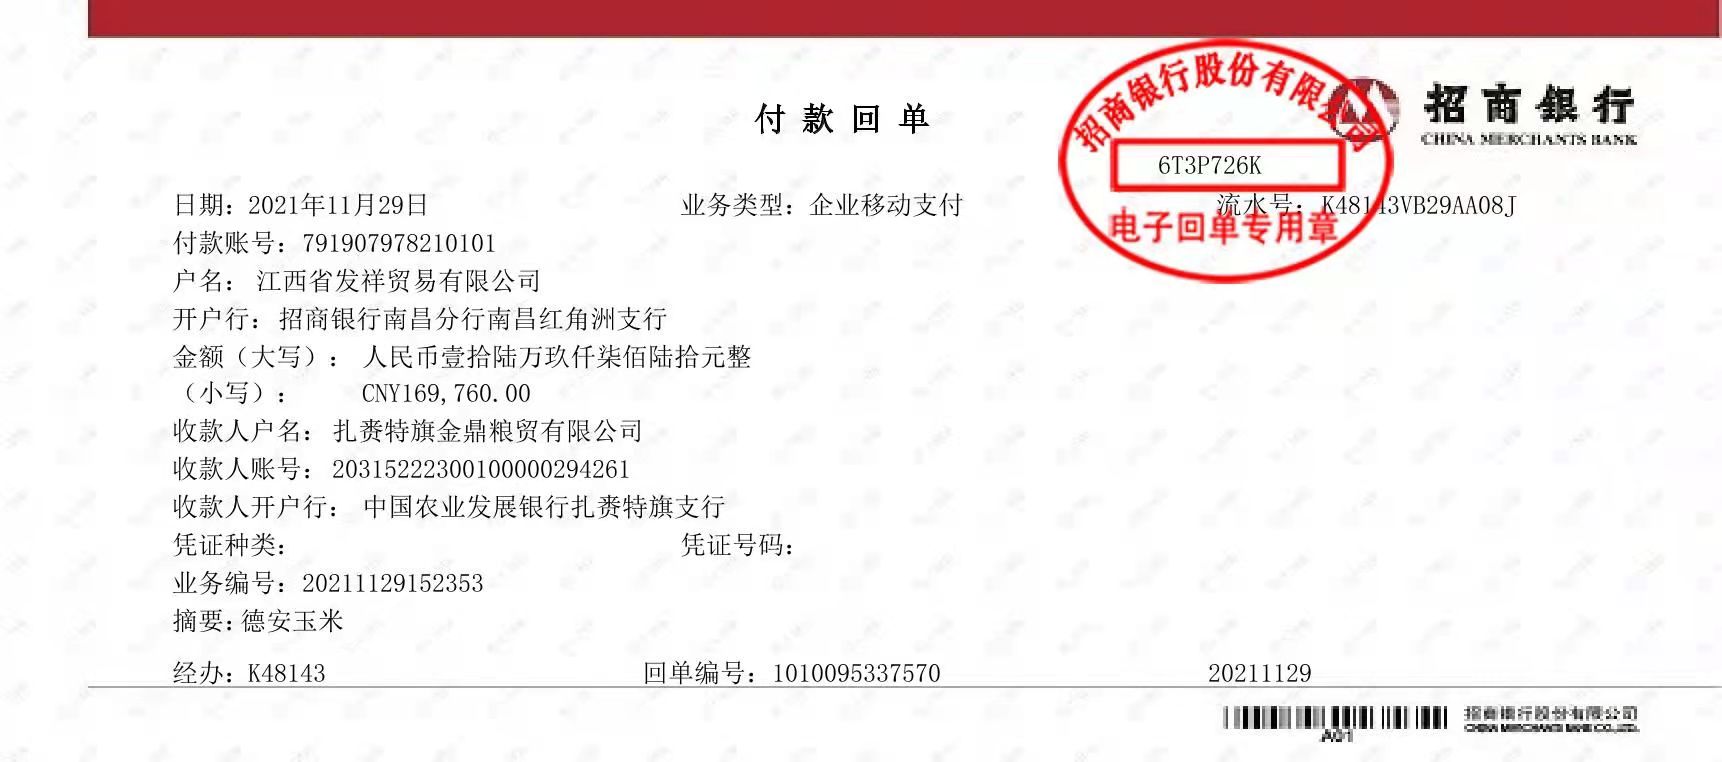 招商银行股份有限公司
招商银行
CHINA MERCHANTS BANK
付款回单
6T3P726K
日期：2021年11月29日 业务类型：企业移动支付 流水号：K48143VB29AA08J
电子回单专用章
付款账号：791907978210101
户名：江西省发祥贸易有限公司
开户行：招商银行南昌分行南昌红角洲支行
金额（大写）：人民币壹拾陆万玖仟柒佰陆拾元整
（小写）：CNY169,760.00
收款人户名：扎赉特旗金鼎粮贸有限公司
收款人账号：20315222300100000294261
收款人开户行：中国农业发展银行扎赉特旗支行
凭证种类： 凭证号码：
业务编号：20211129152353
摘要：德安玉米
经办：K48143 回单编号：1010095337570 20211129
招商银行股份有限公司
CHINA MERCHANTS BANK CO.,LTD.
A01